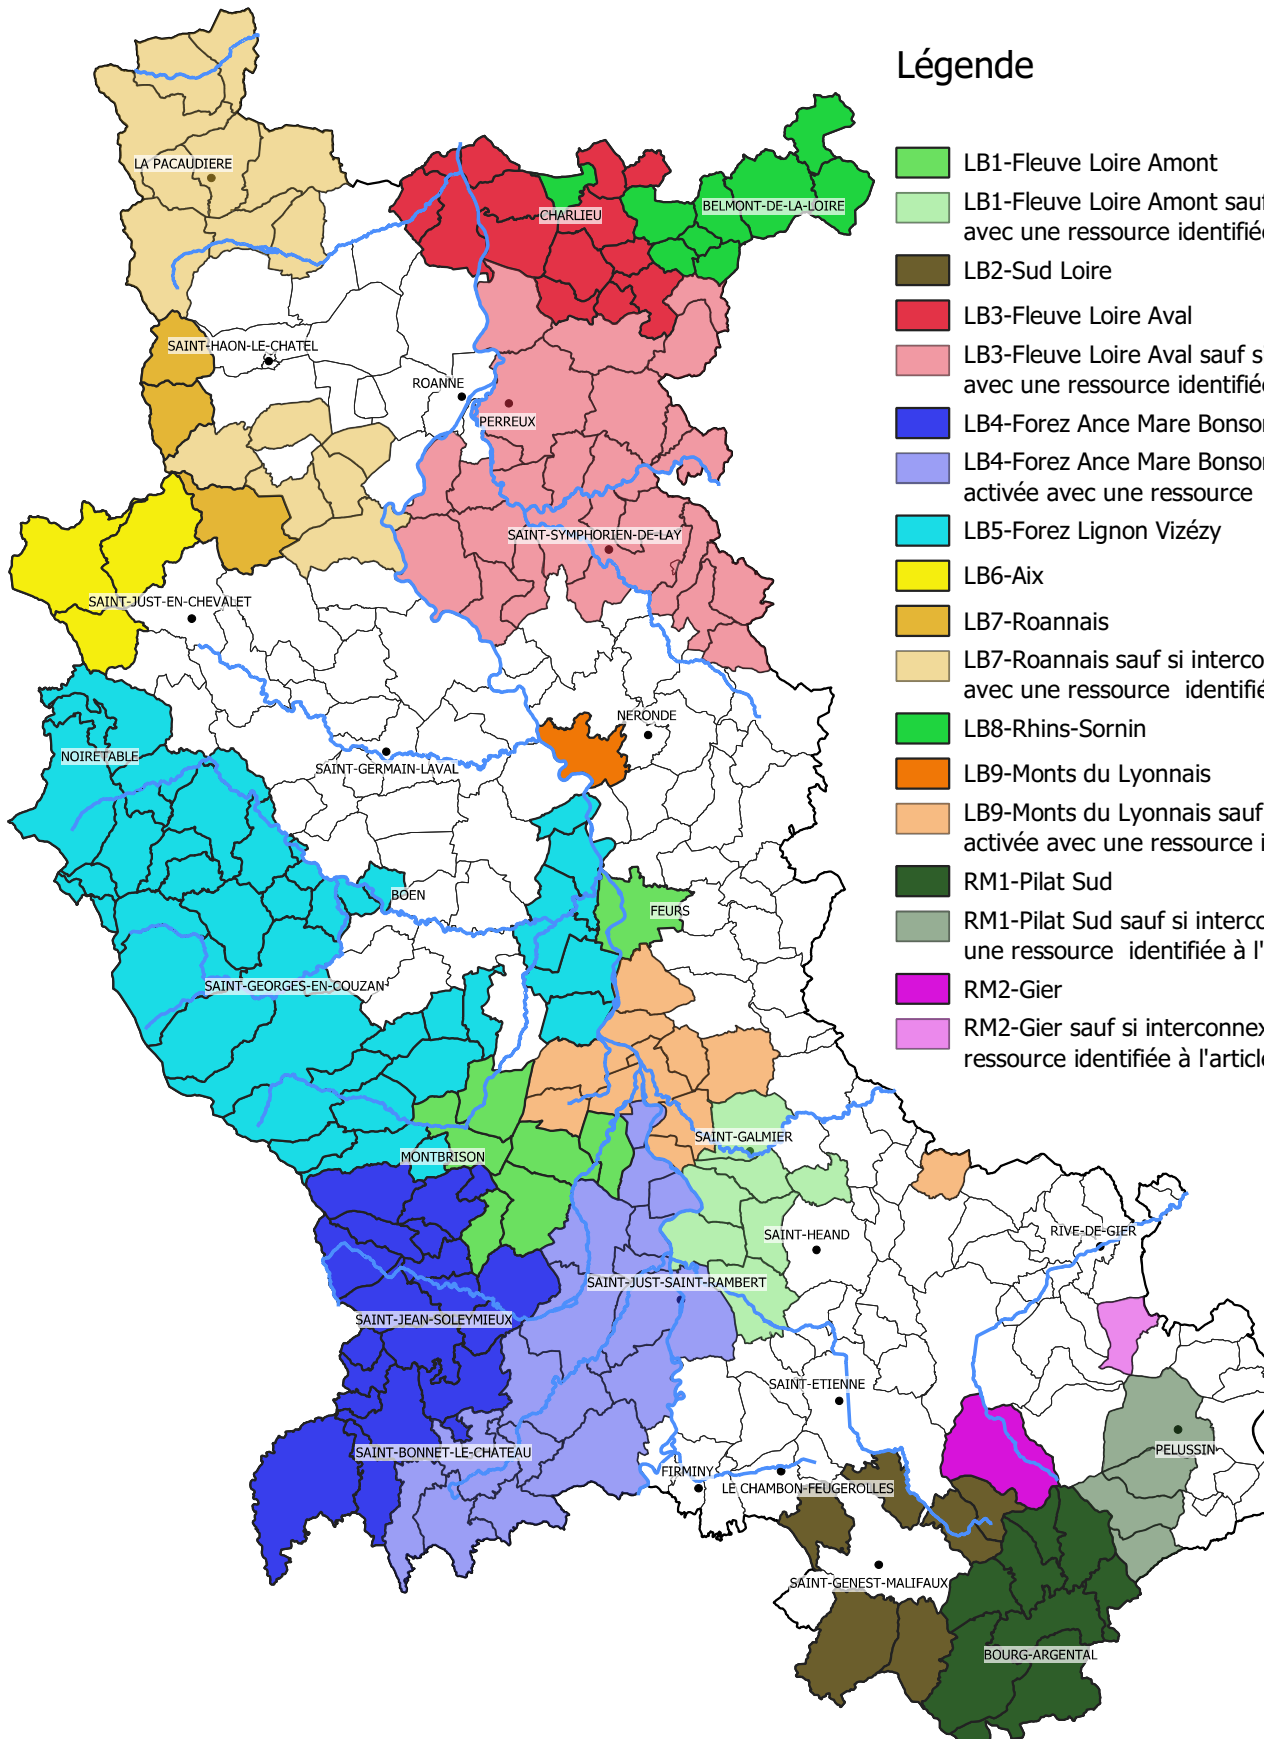 Légende
LB1-Fleuve Loire Amont
LB1-Fleuve Loire Amont sauf
avec une ressource identifiée
LB2-Sud Loire
LB3-Fleuve Loire Aval
LB3-Fleuve Loire Aval sauf s
avec une ressource identifiée
LB4-Forez Ance Mare Bonson
LB4-Forez Ance Mare Bonson
activée avec une ressource
LB5-Forez Lignon Vizézy
LB6-Aix
LB7-Roannais
LB7-Roannais sauf si interco
avec une ressource identifié
LB8-Rhins-Sornin
LB9-Monts du Lyonnais
LB9-Monts du Lyonnais sauf
activée avec une ressource i
RM1-Pilat Sud
RM1-Pilat Sud sauf si interco
une ressource identifiée à l'
RM2-Gier
RM2-Gier sauf si interconnex
ressource identifiée à l'article
LA PACAUDIERE
CHARLIEU
BELMONT-DE-LA-LOIRE
SAINT-HAON-LE-CHATEL
ROANNE
PERREUX
SAINT-SYMPHORIEN-DE-LAY
SAINT-JUST-EN-CHEVALET
NERONDE
NOIRETABLE
SAINT-GERMAIN-LAVAL
BOEN
FEURS
SAINT-GEORGES-EN-COUZAN
SAINT-GALMIER
MONTBRISON
SAINT-HEAND
RIVE-DE-GIER
SAINT-JUST-SAINT-RAMBERT
SAINT-JEAN-SOLEYMIEUX
SAINT-ETIENNE
SAINT-BONNET-LE-CHATEAU
PELUSSIN
FIRMINY
LE CHAMBON-FEUGEROLLES
SAINT-GENEST-MALIFAUX
BOURG-ARGENTAL